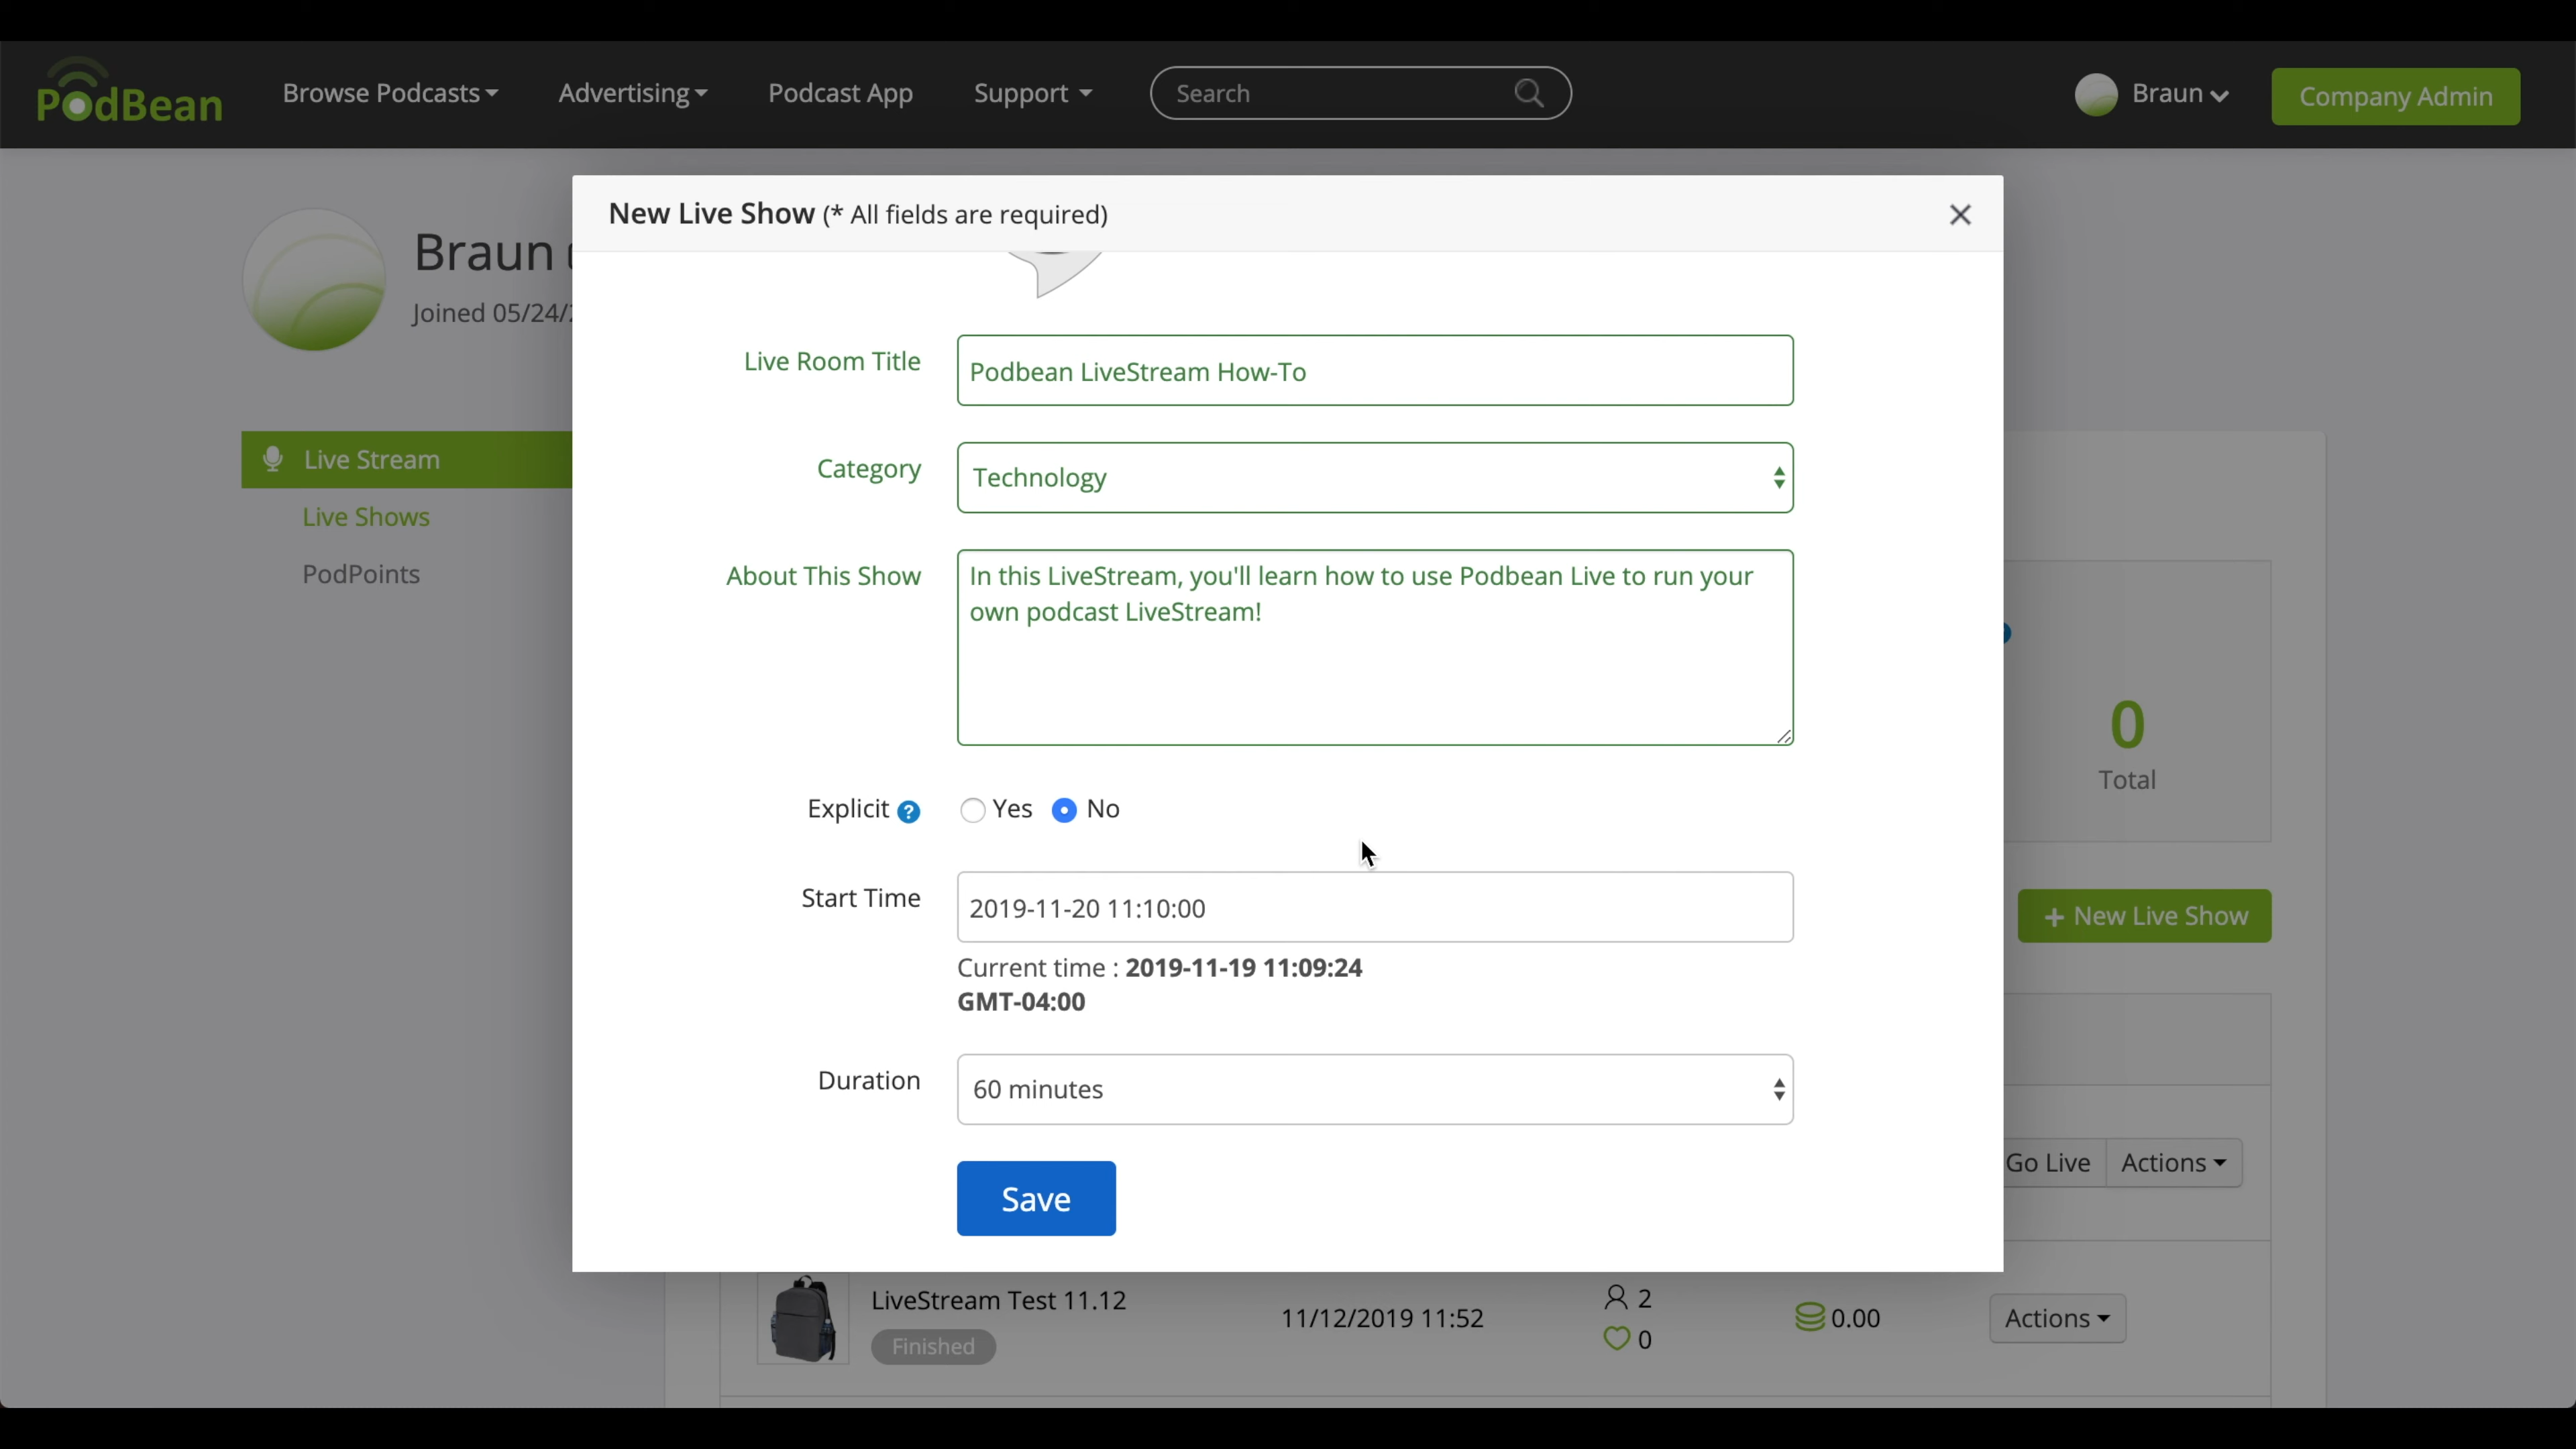 PodBean
Browse Podcasts
Advertising
Podcast App
Support
Search
Braun
Company Admin
New Live Show (* All fields are required)
Braun
Joined 05/24/
Live Stream
Live Shows
PodPoints
Live Room Title
Podbean LiveStream How-To
Category
Technology
About This Show
In this LiveStream, you'll learn how to use Podbean Live to run your
own podcast LiveStream!
Explicit ?
Yes
No
Start Time
2019-11-20 11:10:00
Current time : 2019-11-19 11:09:24
GMT-04:00
Duration
60 minutes
Save
0
Total
+ New Live Show
Go Live
Actions
LiveStream Test 11.12
Finished
11/12/2019 11:52
2
0
0.00
Actions